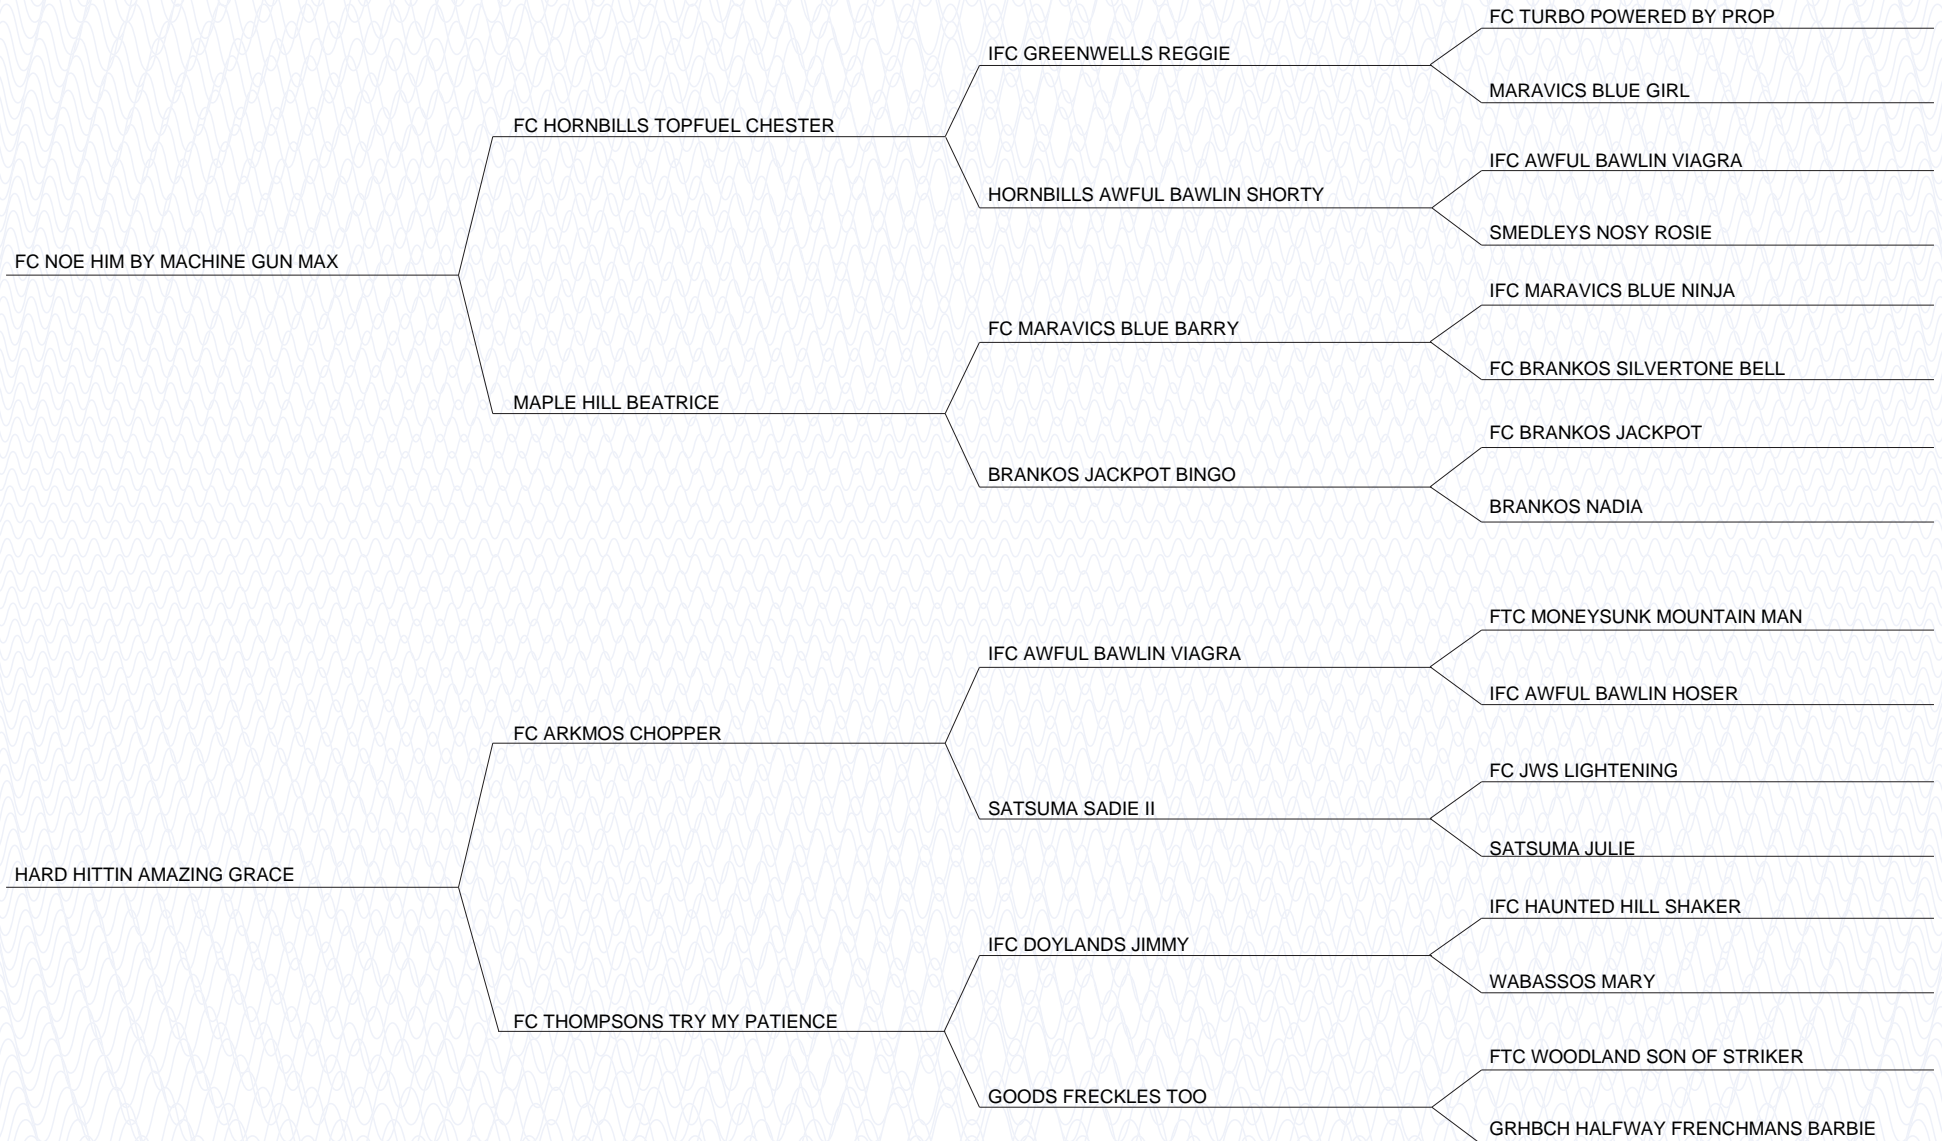 FC TURBO POWERED BY PROP
IFC GREENWELLS REGGIE
MARAVICS BLUE GIRL
FC HORNBILLS TOPFUEL CHESTER
IFC AWFUL BAWLIN VIAGRA
HORNBILLS AWFUL BAWLIN SHORTY
SMEDLEYS NOSY ROSIE
FC NOE HIM BY MACHINE GUN MAX
IFC MARAVICS BLUE NINJA
FC MARAVICS BLUE BARRY
FC BRANKOS SILVERTONE BELL
MAPLE HILL BEATRICE
FC BRANKOS JACKPOT
BRANKOS JACKPOT BINGO
BRANKOS NADIA
FTC MONEYSUNK MOUNTAIN MAN
IFC AWFUL BAWLIN VIAGRA
IFC AWFUL BAWLIN HOSER
FC ARKMOS CHOPPER
FC JWS LIGHTENING
SATSUMA SADIE II
SATSUMA JULIE
HARD HITTIN AMAZING GRACE
IFC HAUNTED HILL SHAKER
IFC DOYLANDS JIMMY
WABASSOS MARY
FC THOMPSONS TRY MY PATIENCE
FTC WOODLAND SON OF STRIKER
GOODS FRECKLES TOO
GRHBCH HALFWAY FRENCHMANS BARBIE